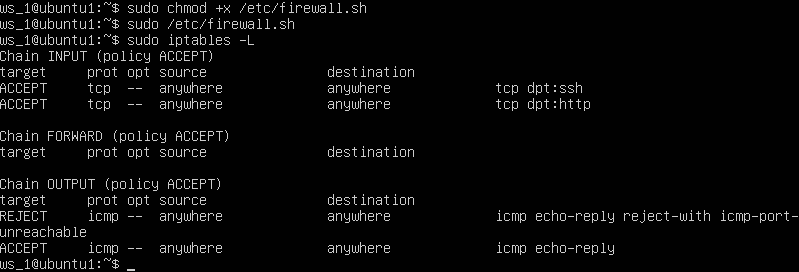 ws_1@ubuntu1:~$ sudo chmod +x /etc/firewall.sh
ws_1@ubuntu1:~$ sudo /etc/firewall.sh
ws_1@ubuntu1:~$ sudo iptables -L
Chain INPUT (policy ACCEPT)
target     prot opt source               destination
ACCEPT     tcp  --  anywhere             anywhere             tcp dpt:ssh
ACCEPT     tcp  --  anywhere             anywhere             tcp dpt:http
Chain FORWARD (policy ACCEPT)
target     prot opt source               destination
Chain OUTPUT (policy ACCEPT)
target     prot opt source               destination
REJECT     icmp --  anywhere             anywhere             icmp echo-reply reject-with icmp-port-
unreachable
ACCEPT     icmp --  anywhere             anywhere             icmp echo-reply
ws_1@ubuntu1:~$ _